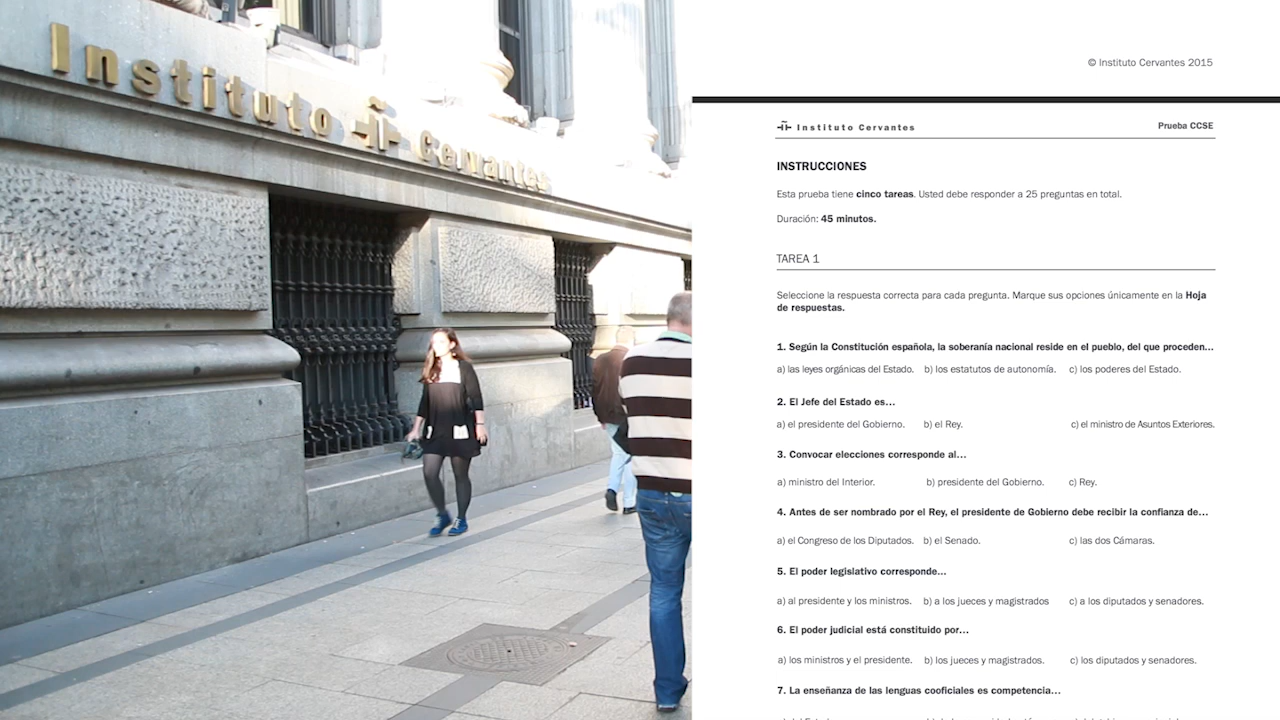 Instituto Cervantes
© Instituto Cervantes 2015
Instituto Cervantes
Prueba CCSE
INSTRUCCIONES
Esta prueba tiene cinco tareas. Usted debe responder a 25 preguntas en total.
Duración: 45 minutos.
TAREA 1
Seleccione la respuesta correcta para cada pregunta. Marque sus opciones únicamente en la Hoja
de respuestas.
1. Según la Constitución española, la soberanía nacional reside en el pueblo, del que proceden...
a) las leyes orgánicas del Estado. b) los estatutos de autonomía. c) los poderes del Estado.
2. El Jefe del Estado es...
a) el presidente del Gobierno. b) el Rey. c) el ministro de Asuntos Exteriores.
3. Convocar elecciones corresponde al...
a) ministro del Interior. b) presidente del Gobierno. c) Rey.
4. Antes de ser nombrado por el Rey, el presidente de Gobierno debe recibir la confianza de...
a) el Congreso de los Diputados. b) el Senado. c) las dos Cámaras.
5. El poder legislativo corresponde...
a) al presidente y los ministros. b) a los jueces y magistrados c) a los diputados y senadores.
6. El poder judicial está constituido por...
a) los ministros y el presidente. b) los jueces y magistrados. c) los diputados y senadores.
7. La enseñanza de las lenguas cooficiales es competencia...